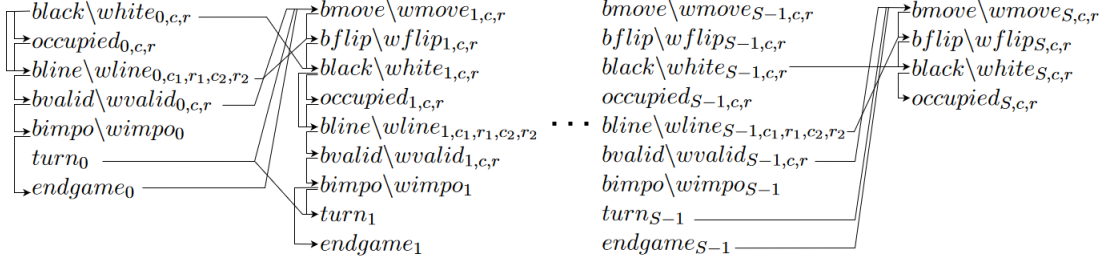 black\white_{0,c,r}
occupied_{0,c,r}
bline\wline_{0,c_1,r_1,c_2,r_2}
bvalid\wvalid_{0,c,r}
bimpo\wimpo_0
turn_0
endgame_0
bmove\wmove_{1,c,r}
bflip\wflip_{1,c,r}
black\white_{1,c,r}
occupied_{1,c,r}
bline\wline_{1,c_1,r_1,c_2,r_2}
bvalid\wvalid_{1,c,r}
bimpo\wimpo_1
turn_1
endgame_1
...
bmove\wmove_{S-1,c,r}
bflip\wflip_{S-1,c,r}
black\white_{S-1,c,r}
occupied_{S-1,c,r}
bline\wline_{S-1,c_1,r_1,c_2,r_2}
bvalid\wvalid_{S-1,c,r}
bimpo\wimpo_{S-1}
turn_{S-1}
endgame_{S-1}
bmove\wmove_{S,c,r}
bflip\wflip_{S,c,r}
black\white_{S,c,r}
occupied_{S,c,r}